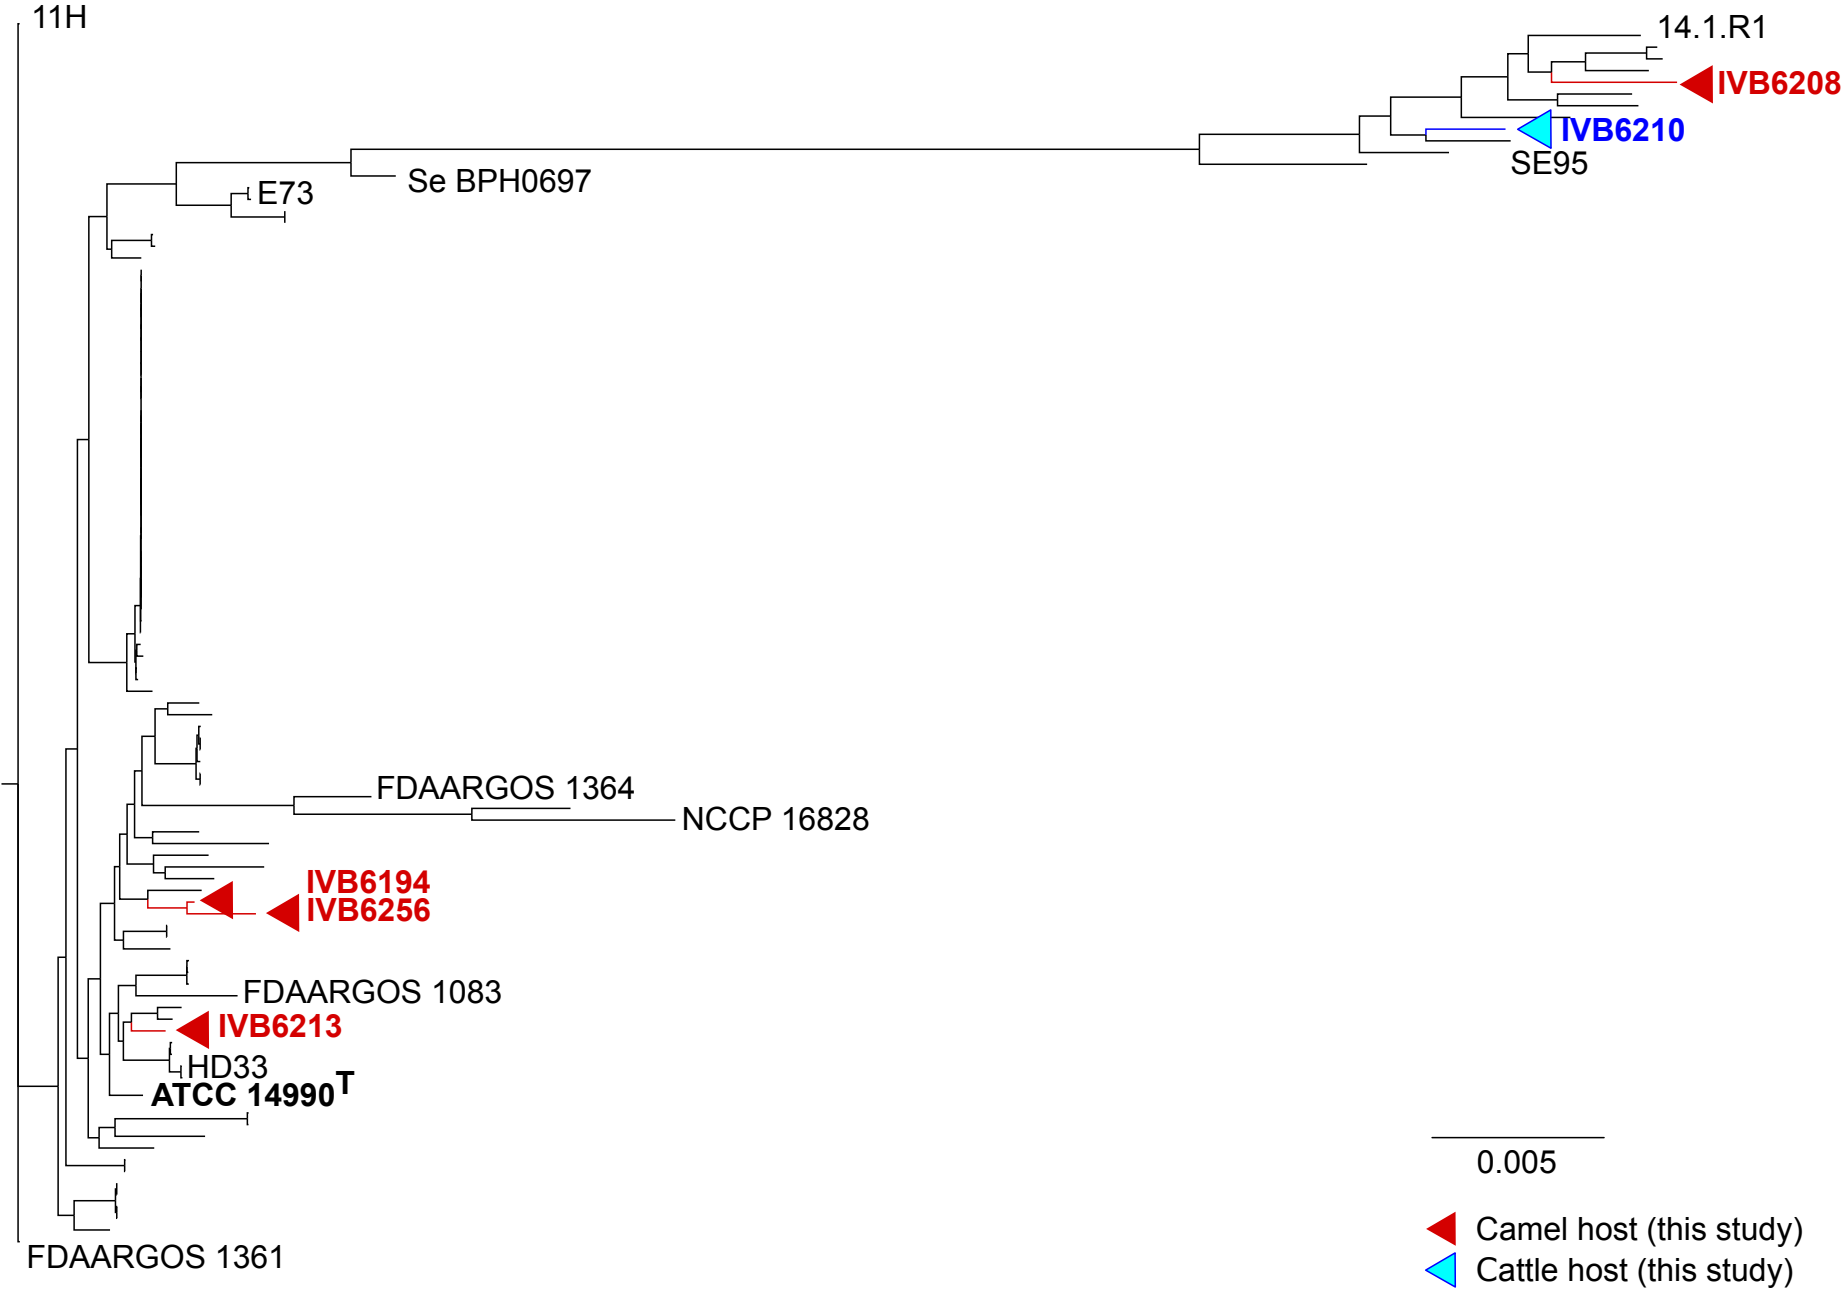 11H
14.1.R1
IVB6208
IVB6210
SE95
Se BPH0697
E73
FDAARGOS 1364
NCCP 16828
IVB6194
IVB6256
FDAARGOS 1083
IVB6213
HD33
ATCC 14990T
0.005
Camel host (this study)
FDAARGOS 1361
Cattle host (this study)